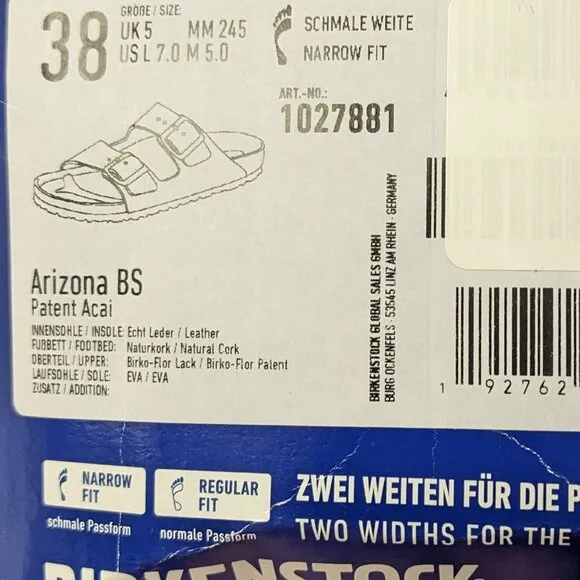 38
GRÖßE / SIZE:
UK 5 MM 245
US L 7.0 M 5.0
SCHMALE WEITE
NARROW FIT
ART.-NO.:
1027881
Arizona BS
Patent Acai
INNENSOHLE / INSOLE: Echt Leder / Leather
FUßBETT / FOOTBED: Naturkork / Natural Cork
OBERTEIL / UPPER: Birko-Flor Lack / Birko-Flor Patent
LAUFSOHLE / SOLE: EVA / EVA
ZUSATZ / ADDITION:
BIRKENSTOCK GLOBAL SALES GMBH
BURG OCKENFELS · 53545 LINZ AM RHEIN · GERMANY
1 92762
NARROW
FIT
schmale Passform
REGULAR
FIT
normale Passform
ZWEI WEITEN FÜR DIE P
TWO WIDTHS FOR THE
BIRKENSTOCK